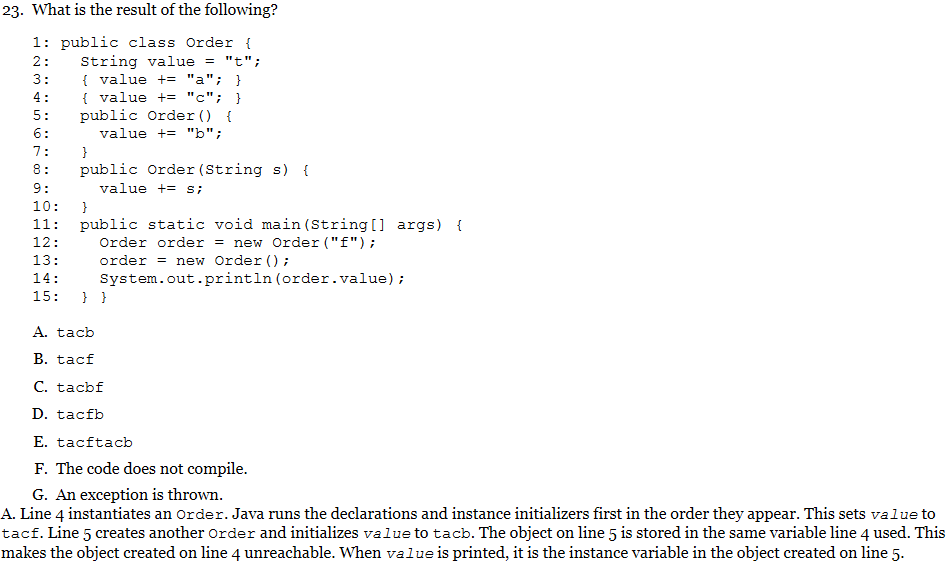 23. What is the result of the following?
1: public class Order {
2:   String value = "t";
3:   { value += "a"; }
4:   { value += "c"; }
5:   public Order() {
6:     value += "b";
7:   }
8:   public Order(String s) {
9:     value += s;
10:   }
11:   public static void main(String[] args) {
12:     Order order = new Order("f");
13:     order = new Order();
14:     System.out.println(order.value);
15:   } }
A. tacb
B. tacf
C. tacbf
D. tacfb
E. tacftacb
F. The code does not compile.
G. An exception is thrown.
A. Line 4 instantiates an Order. Java runs the declarations and instance initializers first in the order they appear. This sets value to
tacf. Line 5 creates another Order and initializes value to tacb. The object on line 5 is stored in the same variable line 4 used. This
makes the object created on line 4 unreachable. When value is printed, it is the instance variable in the object created on line 5.